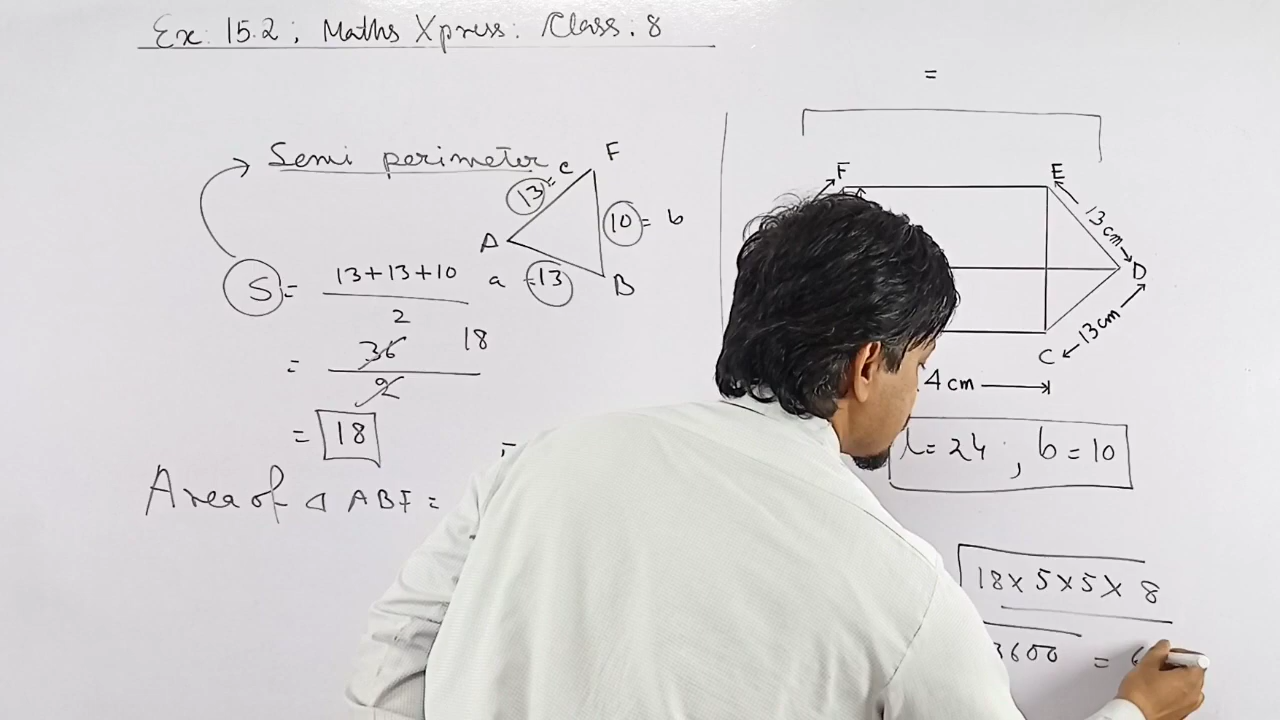 Ex. 15.2 ; Maths Xpress : Class : 8
=
Semi perimeter
F
13 = c
10 = b
A
a = 13
B
S = 13+13+10
2
= 36 18
2
= 18
Area of ⊲ ABF =
F
E
13 cm
D
13 cm
C
4 cm
l = 24 ; b = 10
18 × 5 × 5 × 8
3600 =